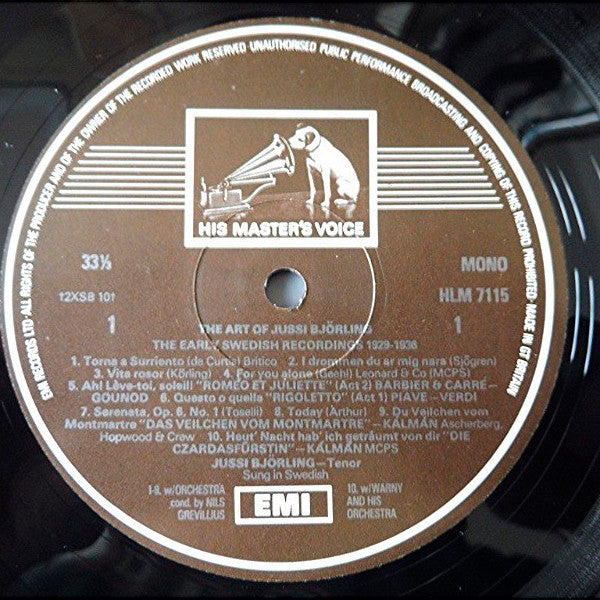 EMI RECORDS LTD·ALL RIGHTS OF THE PRODUCER AND OF THE OWNER OF THE RECORDED WORK RESERVED·UNAUTHORISED PUBLIC PERFORMANCE BROADCASTING AND COPYING OF THIS RECORD PROHIBITED·MADE IN GT BRITAIN
HIS MASTER'S VOICE
33⅓ MONO
12XSB 101 HLM 7115
1 1
THE ART OF JUSSI BJÖRLING
THE EARLY SWEDISH RECORDINGS 1929-1936
1. Torna a Surriento (de Curtis) Britico 2. I drommen du ar mig nara (Sjögren)
3. Vita rosor (Körling) 4. For you alone (Geehl) Leonard & Co (MCPS)
5. Ah! Lève-toi, soleil! "ROMÉO ET JULIETTE" (Act 2) BARBIER & CARRÉ–
GOUNOD 6. Questo o quella "RIGOLETTO" (Act 1) PIAVE–VERDI
7. Serenata, Op. 6, No. 1 (Toselli) 8. Today (Arthur) 9. Du Veilchen vom
Montmartre "DAS VEILCHEN VOM MONTMARTRE"–KÁLMÁN Ascherberg,
Hopwood & Crew 10. Heut' Nacht hab' ich geträumt von dir "DIE
CZARDASFÜRSTIN"–KÁLMÁN MCPS
JUSSI BJÖRLING–Tenor
Sung in Swedish
1-9. w/ORCHESTRA
cond. by NILS
GREVILLIUS
EMI
10. w/WARNY
AND HIS
ORCHESTRA